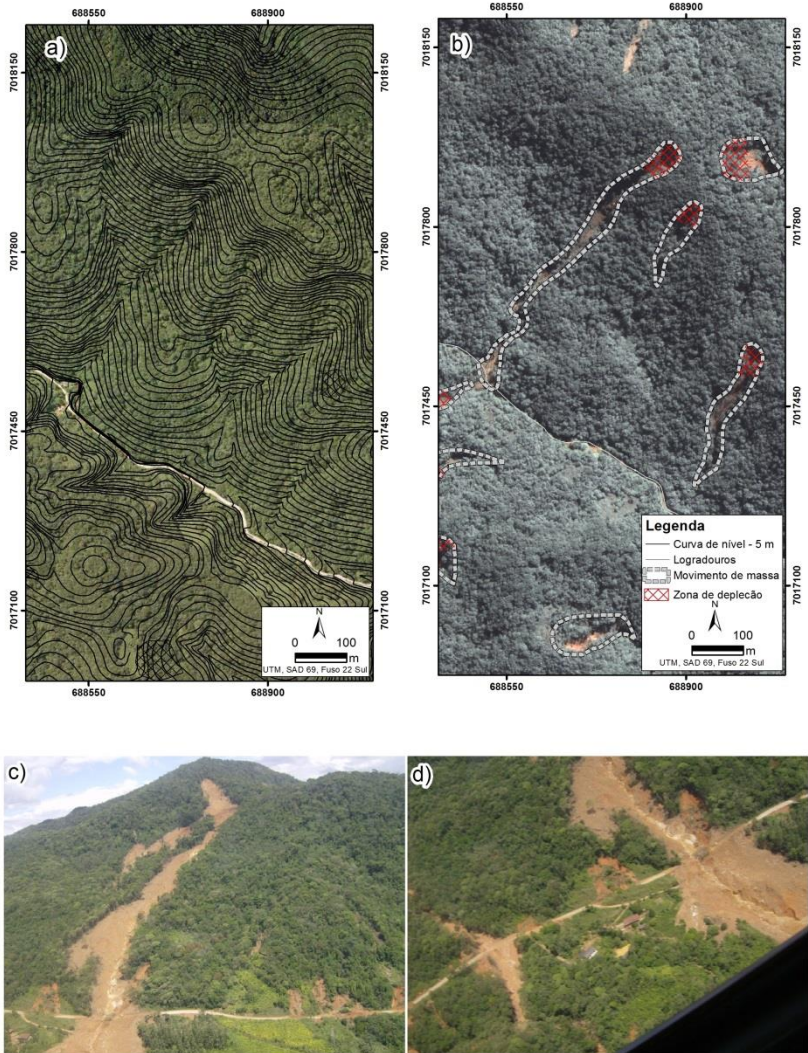 688550 688900
a)
7018150
7017800
7017450
7017100
N
0 100
m
UTM, SAD 69, Fuso 22 Sul
688550 688900
688550 688900
b)
7018150
7017800
7017450
7017100
Legenda
Curva de nível - 5 m
Logradouros
Movimento de massa
Zona de deplecão
N
0 100
m
UTM, SAD 69, Fuso 22 Sul
688550 688900
c)
d)